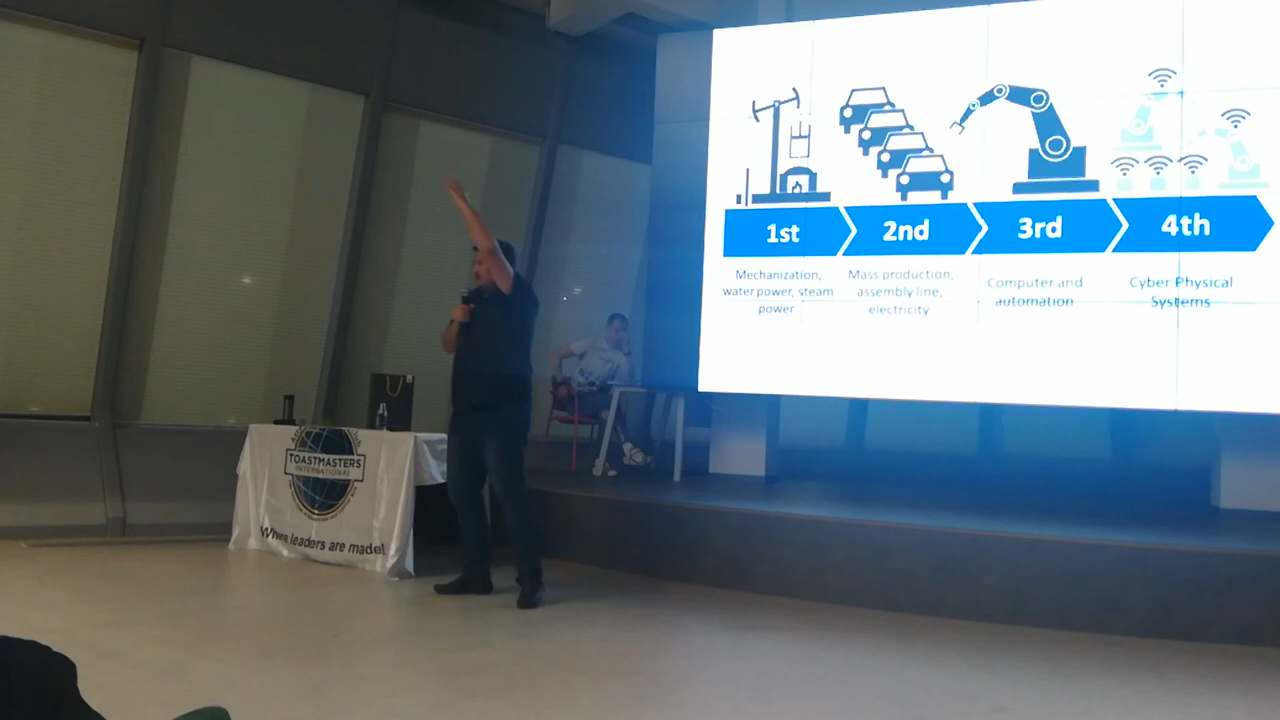 1st
2nd
3rd
4th
Mechanization,
water power, steam
power
Mass production,
assembly line,
electricity
Computer and
automation
Cyber Physical
Systems
TOASTMASTERS
INTERNATIONAL
Where leaders are made!